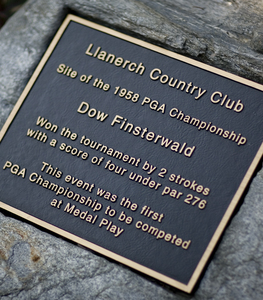 Llanerch Country Club
Site of the 1958 PGA Championship
Dow Finsterwald
Won the tournament by 2 strokes
with a score of four under par 276
This event was the first
PGA Championship to be competed
at Medal Play